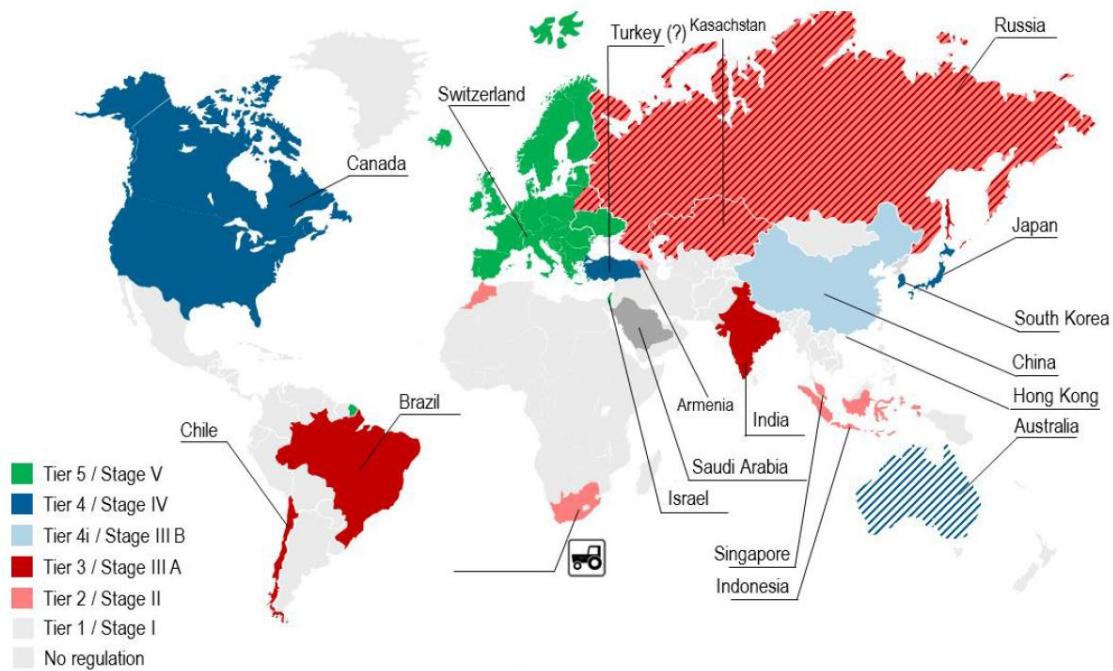 Turkey (?)
Kasachstan
Russia
Switzerland
Canada
Japan
South Korea
China
Hong Kong
Australia
Armenia
India
Saudi Arabia
Israel
Singapore
Indonesia
Brazil
Chile
Tier 5 / Stage V
Tier 4 / Stage IV
Tier 4i / Stage III B
Tier 3 / Stage III A
Tier 2 / Stage II
Tier 1 / Stage I
No regulation